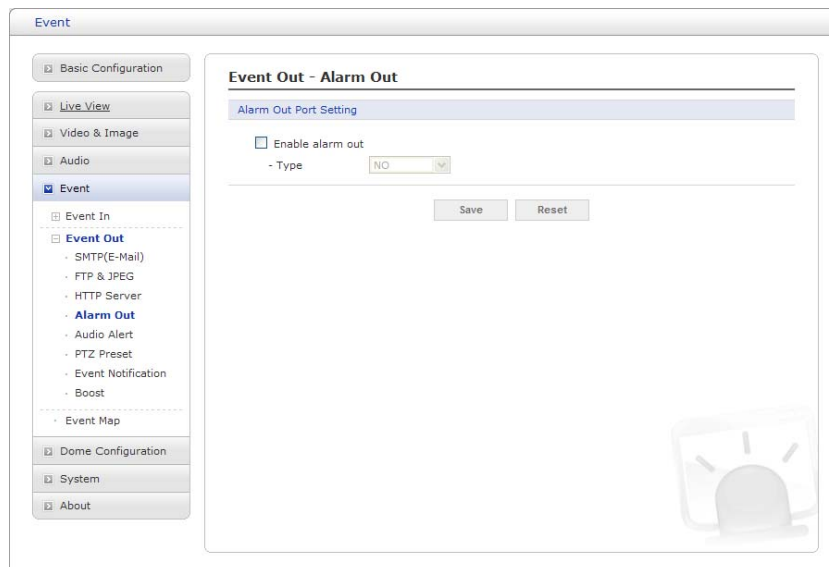 Event
Basic Configuration
Live View
Video & Image
Audio
Event
Event In
Event Out
SMTP(E-Mail)
FTP & JPEG
HTTP Server
Alarm Out
Audio Alert
PTZ Preset
Event Notification
Boost
Event Map
Dome Configuration
System
About
Event Out - Alarm Out
Alarm Out Port Setting
Enable alarm out
- Type NO
Save Reset